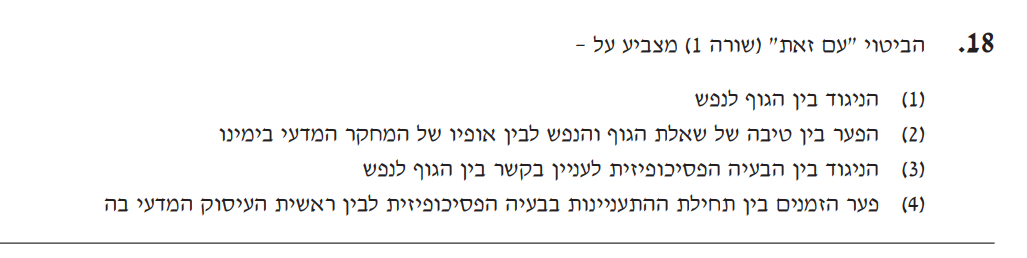 18. הביטוי "עם זאת" (שורה 1) מצביע על –
(1) הניגוד בין הגוף לנפש
(2) הפער בין טיבה של שאלת הגוף והנפש לבין אופיו של המחקר המדעי בימינו
(3) הניגוד בין הבעיה הפסיכופיזית לעניין בקשר בין הגוף לנפש
(4) פער הזמנים בין תחילת ההתעניינות בבעיה הפסיכופיזית לבין ראשית העיסוק המדעי בה